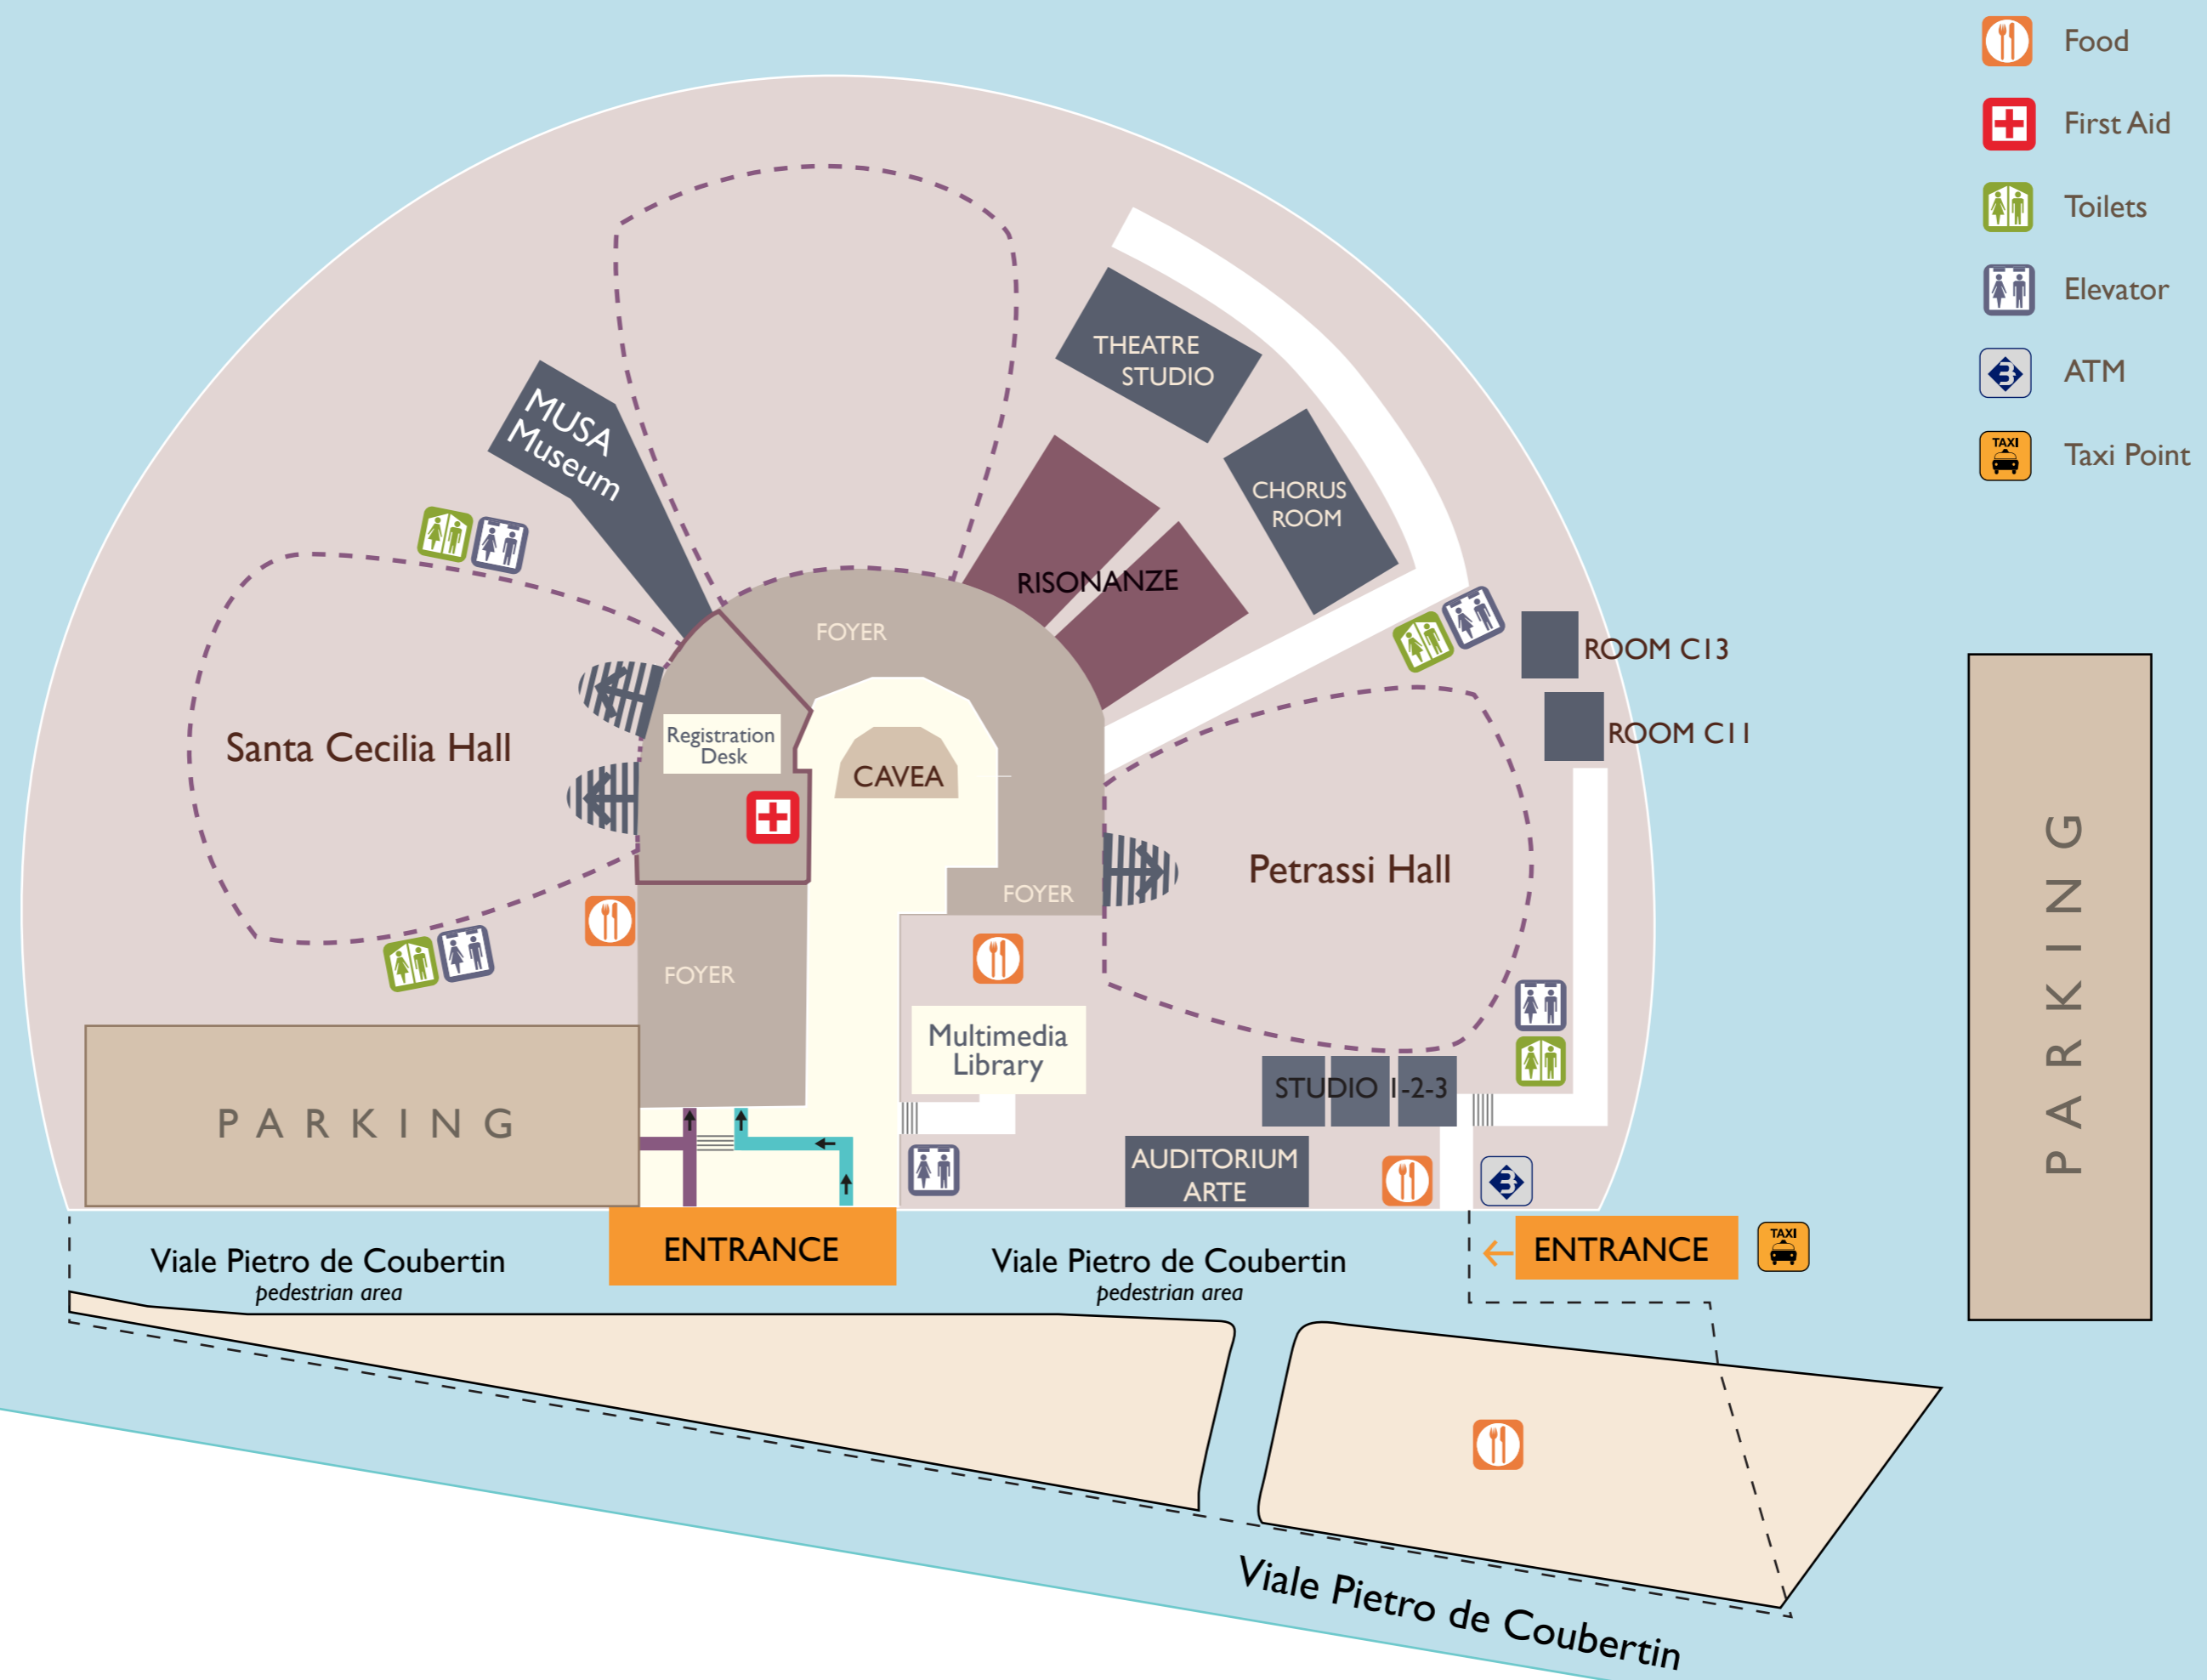 Food
First Aid
Toilets
Elevator
ATM
TAXI
Taxi Point
THEATRE
STUDIO
MUSA
Museum
CHORUS
ROOM
RISONANZE
FOYER
ROOM C13
ROOM C11
Santa Cecilia Hall
Registration
Desk
CAVEA
Petrassi Hall
FOYER
FOYER
Multimedia
Library
STUDIO 1-2-3
PARKING
PARKING
AUDITORIUM
ARTE
ENTRANCE
ENTRANCE
TAXI
Viale Pietro de Coubertin
pedestrian area
Viale Pietro de Coubertin
pedestrian area
Viale Pietro de Coubertin